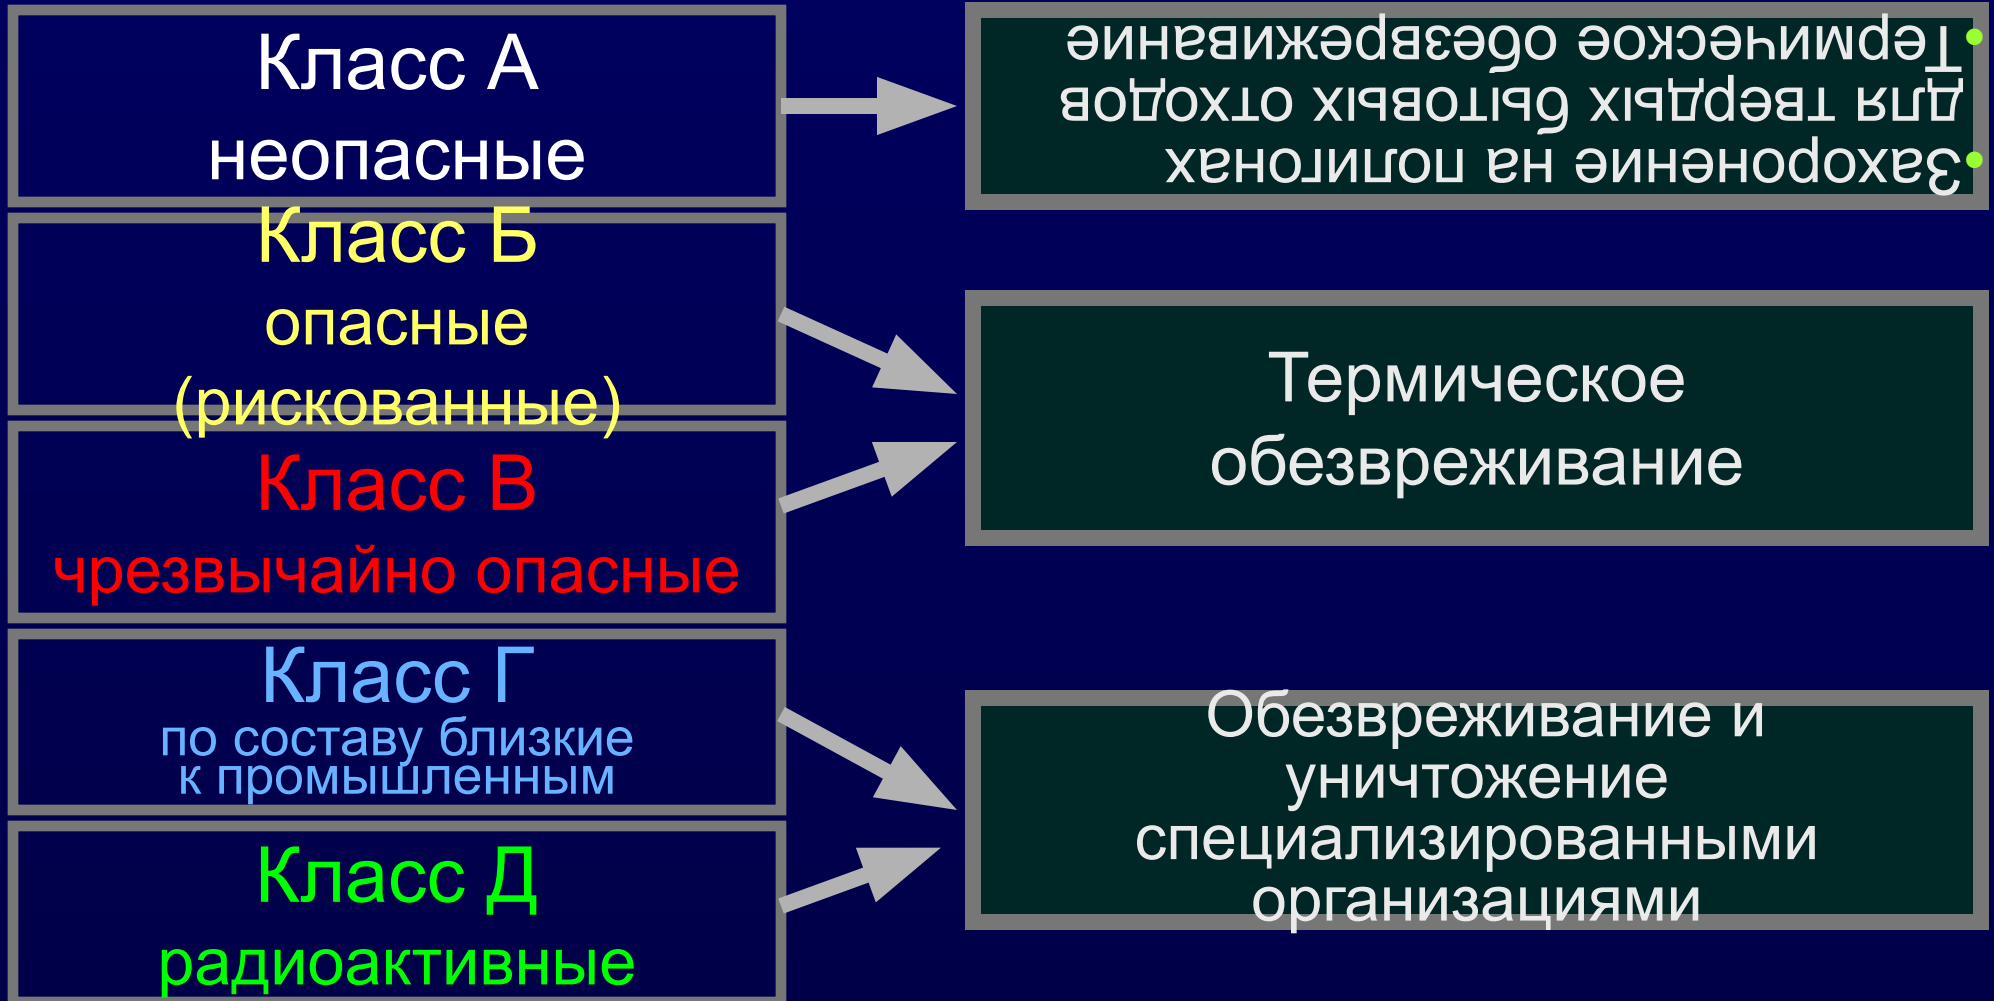 Класс А
неопасные
Захоронение на полигонах
для твердых бытовых отходов
Термическое обезвреживание
Класс Б
опасные
(рискованные)
Класс В
чрезвычайно опасные
Термическое
обезвреживание
Класс Г
по составу близкие
к промышленным
Класс Д
радиоактивные
Обезвреживание и
уничтожение
специализированными
организациями